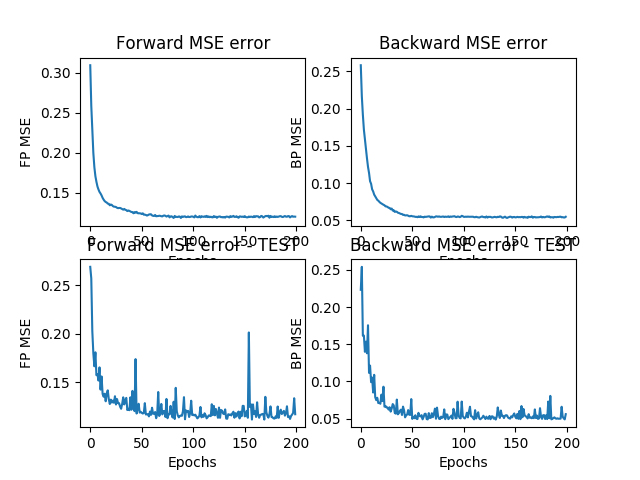 Forward MSE error
Backward MSE error
FP MSE
0.30
0.25
0.20
0.15
0 50 100 150 200
Epochs
BP MSE
0.25
0.20
0.15
0.10
0.05
0 50 100 150 200
Epochs
Forward MSE error - TEST
Backward MSE error - TEST
FP MSE
0.25
0.20
0.15
0 50 100 150 200
Epochs
BP MSE
0.25
0.20
0.15
0.10
0.05
0 50 100 150 200
Epochs